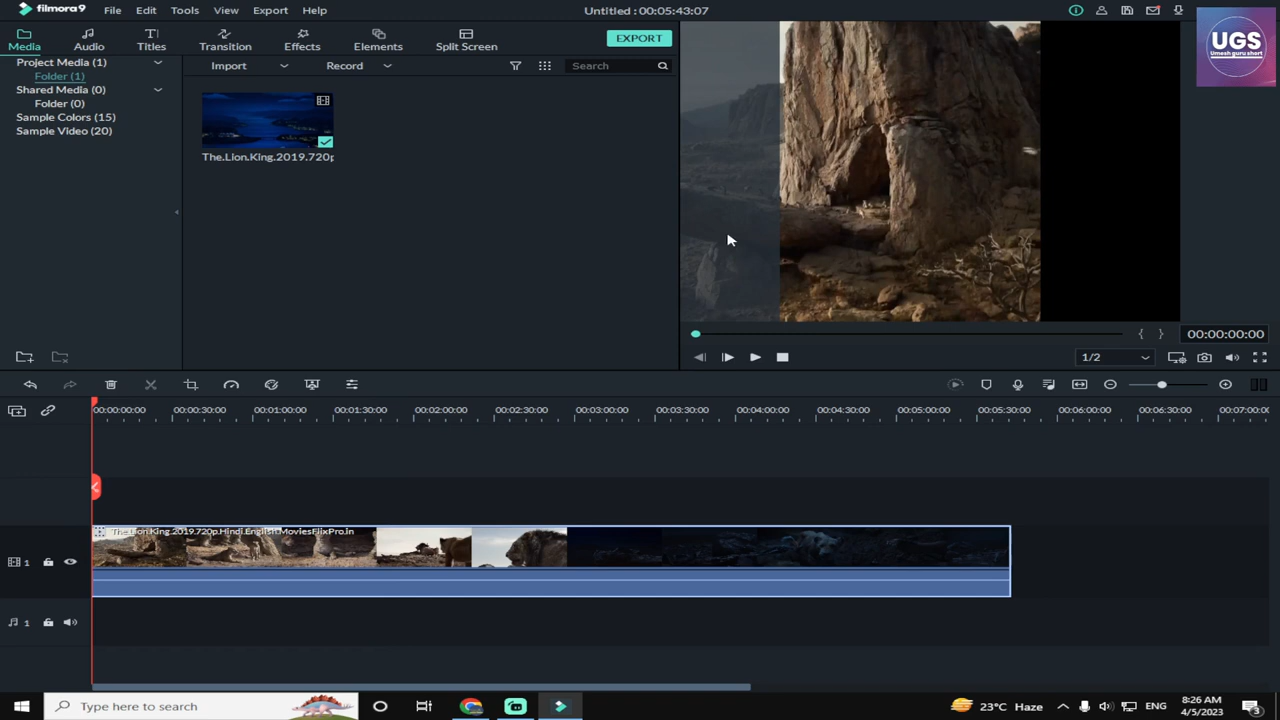 filmora9
File Edit Tools View Export Help
Untitled : 00:05:43:07
UGS
Umesh guru short
Media Audio Titles Transition Effects Elements Split Screen
EXPORT
Project Media (1)
Folder (1)
Shared Media (0)
Folder (0)
Sample Colors (15)
Sample Video (20)
Import Record Search
The.Lion.King.2019.720p
00:00:00:00
1/2
00:00:00:00 00:00:30:00 00:01:00:00 00:01:30:00 00:02:00:00 00:02:30:00 00:03:00:00 00:03:30:00 00:04:00:00 00:04:30:00 00:05:00:00 00:05:30:00 00:06:00:00 00:06:30:00 00:07:00:00
The.Lion.King.2019.720p.Hindi.English.MoviesFlixPro.in
1
1
Type here to search
23°C Haze
ENG
8:26 AM
4/5/2023
3